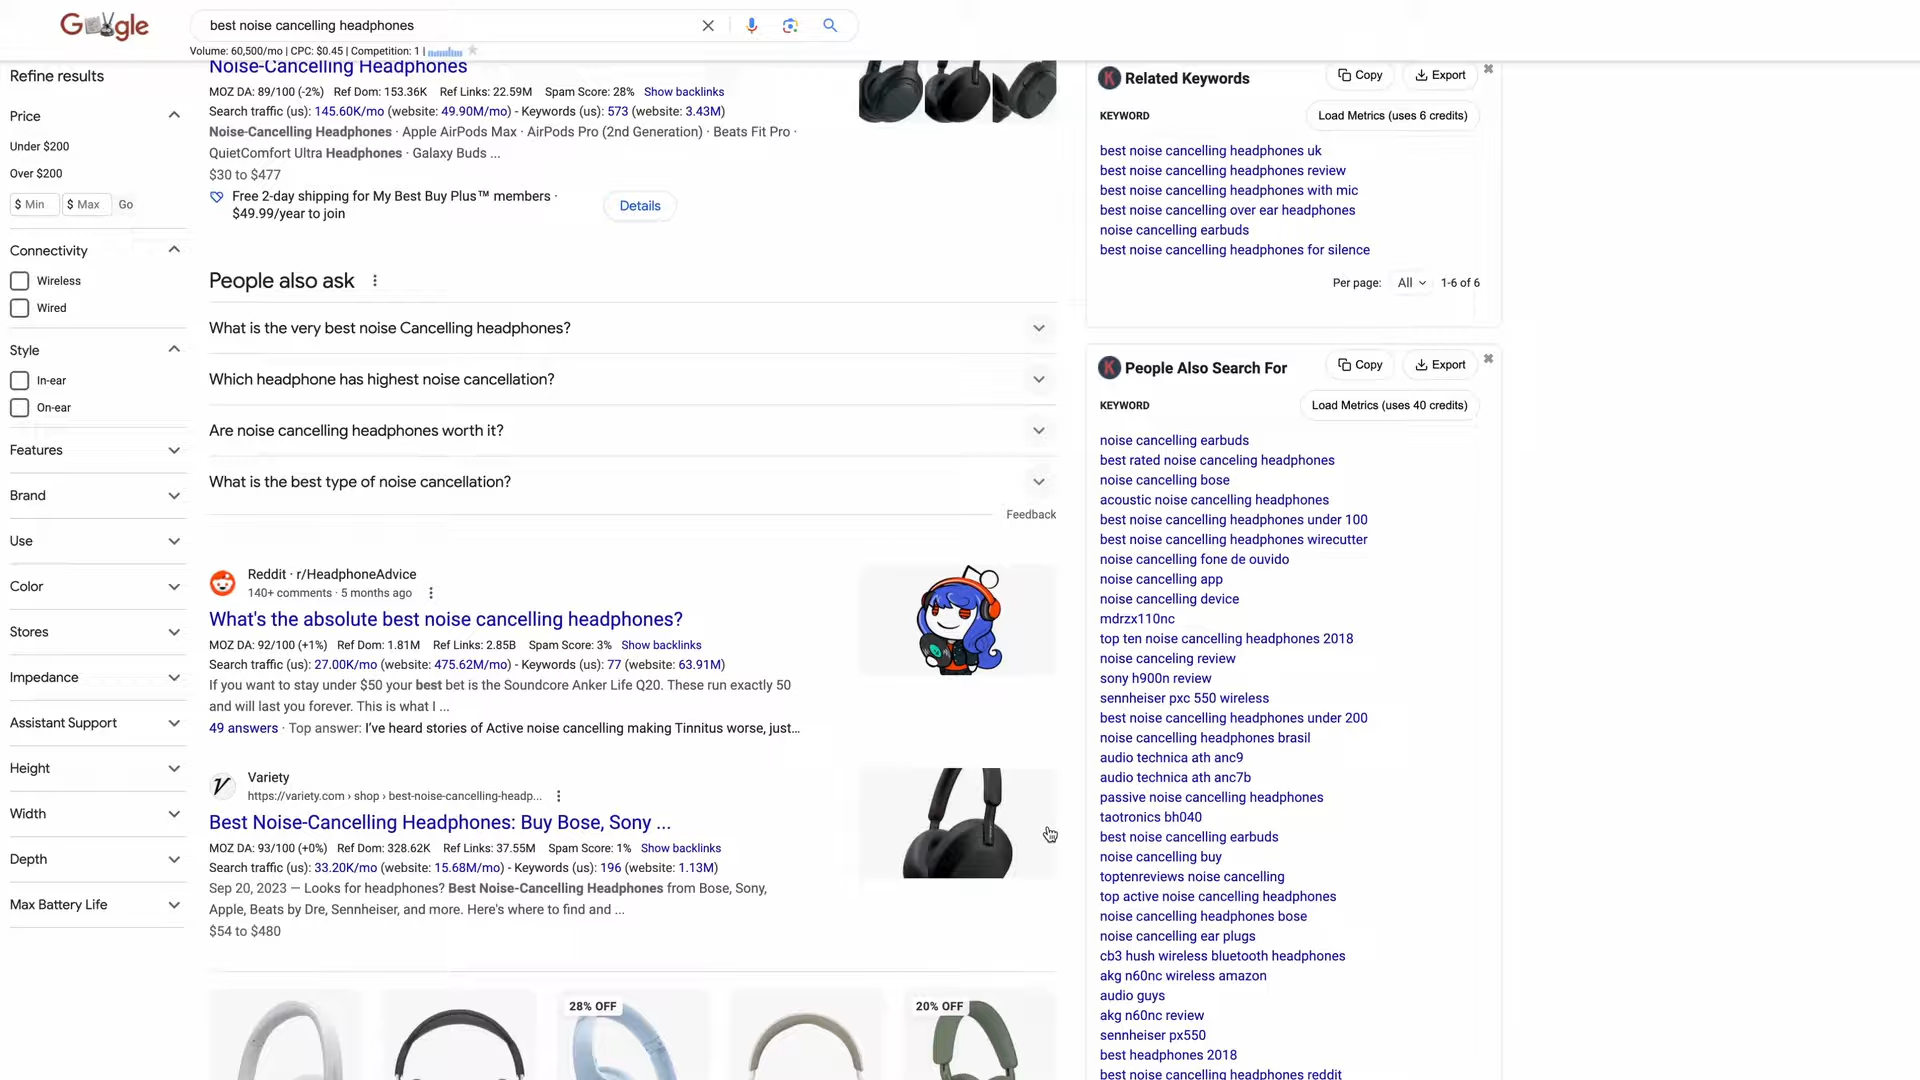 Google
best noise cancelling headphones
Volume: 60,500/mo | CPC: $0.45 | Competition: 1 |
Refine results
Price
Under $200
Over $200
$ Min $ Max Go
Connectivity
Wireless
Wired
Style
In-ear
On-ear
Features
Brand
Use
Color
Stores
Impedance
Assistant Support
Height
Width
Depth
Max Battery Life
Noise-Cancelling Headphones
MOZ DA: 89/100 (-2%) Ref Dom: 153.36K Ref Links: 22.59M Spam Score: 28% Show backlinks
Search traffic (us): 145.60K/mo (website: 49.90M/mo) - Keywords (us): 573 (website: 3.43M)
Noise-Cancelling Headphones · Apple AirPods Max · AirPods Pro (2nd Generation) · Beats Fit Pro ·
QuietComfort Ultra Headphones · Galaxy Buds ...
$30 to $477
Free 2-day shipping for My Best Buy Plus™ members ·
$49.99/year to join
Details
People also ask
What is the very best noise Cancelling headphones?
Which headphone has highest noise cancellation?
Are noise cancelling headphones worth it?
What is the best type of noise cancellation?
Feedback
Reddit · r/HeadphoneAdvice
140+ comments · 5 months ago
What's the absolute best noise cancelling headphones?
MOZ DA: 92/100 (+1%) Ref Dom: 1.81M Ref Links: 2.85B Spam Score: 3% Show backlinks
Search traffic (us): 27.00K/mo (website: 475.62M/mo) - Keywords (us): 77 (website: 63.91M)
If you want to stay under $50 your best bet is the Soundcore Anker Life Q20. These run exactly 50
and will last you forever. This is what I ...
49 answers · Top answer: I've heard stories of Active noise cancelling making Tinnitus worse, just...
Variety
https://variety.com › shop › best-noise-cancelling-headp...
Best Noise-Cancelling Headphones: Buy Bose, Sony ...
MOZ DA: 93/100 (+0%) Ref Dom: 328.62K Ref Links: 37.55M Spam Score: 1% Show backlinks
Search traffic (us): 33.20K/mo (website: 15.68M/mo) - Keywords (us): 196 (website: 1.13M)
Sep 20, 2023 — Looks for headphones? Best Noise-Cancelling Headphones from Bose, Sony,
Apple, Beats by Dre, Sennheiser, and more. Here's where to find and ...
$54 to $480
28% OFF
20% OFF
K Related Keywords
Copy
Export
KEYWORD
Load Metrics (uses 6 credits)
best noise cancelling headphones uk
best noise cancelling headphones review
best noise cancelling headphones with mic
best noise cancelling over ear headphones
noise cancelling earbuds
best noise cancelling headphones for silence
Per page: All 1-6 of 6
K People Also Search For
Copy
Export
KEYWORD
Load Metrics (uses 40 credits)
noise cancelling earbuds
best rated noise canceling headphones
noise cancelling bose
acoustic noise cancelling headphones
best noise cancelling headphones under 100
best noise cancelling headphones wirecutter
noise cancelling fone de ouvido
noise cancelling app
noise cancelling device
mdrzx110nc
top ten noise cancelling headphones 2018
noise canceling review
sony h900n review
sennheiser pxc 550 wireless
best noise cancelling headphones under 200
noise cancelling headphones brasil
audio technica ath anc9
audio technica ath anc7b
passive noise cancelling headphones
taotronics bh040
best noise cancelling earbuds
noise cancelling buy
toptenreviews noise cancelling
top active noise cancelling headphones
noise cancelling headphones bose
noise cancelling ear plugs
cb3 hush wireless bluetooth headphones
akg n60nc wireless amazon
audio guys
akg n60nc review
sennheiser px550
best headphones 2018
best noise canceling headphones reddit